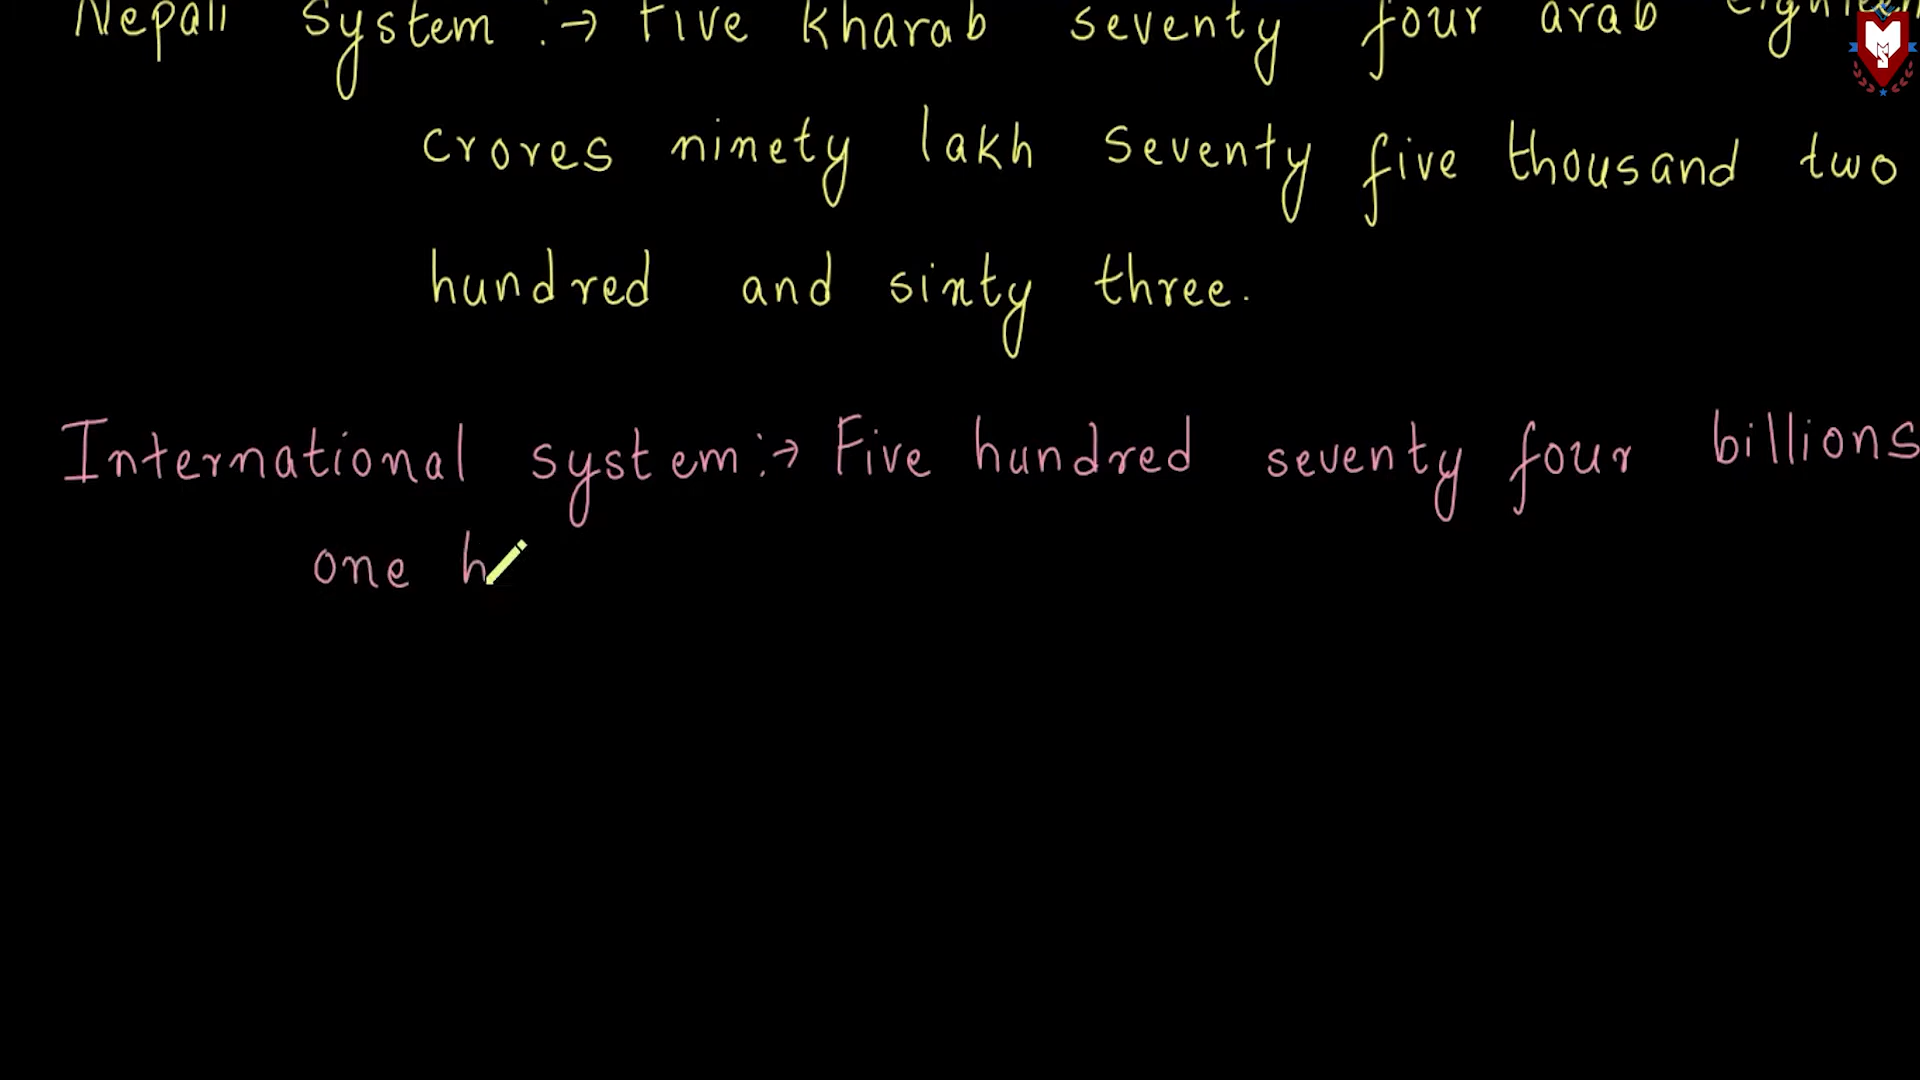 Nepali System :→ Five kharab seventy four arab
crores ninety lakh seventy five thousand two
hundred and sixty three.
International system :→ Five hundred seventy four billions
one h